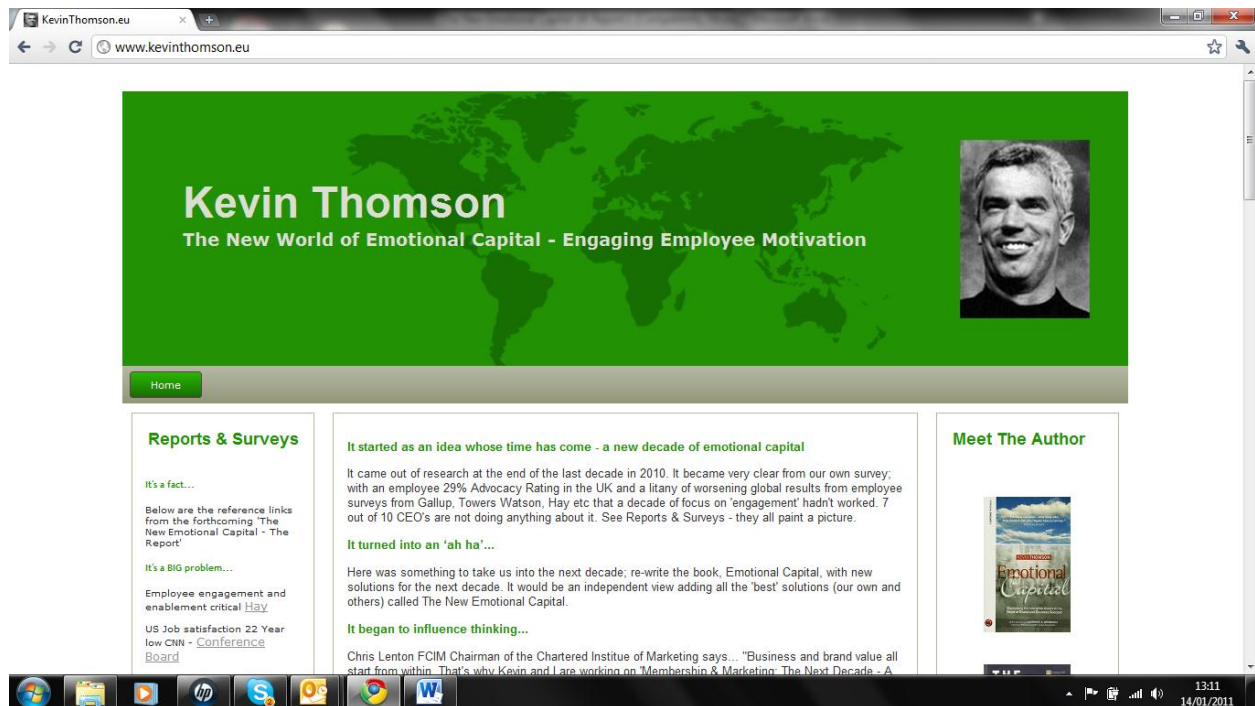 KevinThomson.eu
www.kevinthomson.eu
Kevin Thomson
The New World of Emotional Capital - Engaging Employee Motivation
Home
Reports & Surveys
It's a fact...
Below are the reference links
from the forthcoming 'The
New Emotional Capital - The
Report'
It's a BIG problem...
Employee engagement and
enablement critical Hay
US Job satisfaction 22 Year
low CNN - Conference
Board
It started as an idea whose time has come - a new decade of emotional capital
It came out of research at the end of the last decade in 2010. It became very clear from our own survey;
with an employee 29% Advocacy Rating in the UK and a litany of worsening global results from employee
surveys from Gallup, Towers Watson, Hay etc that a decade of focus on 'engagement' hadn't worked. 7
out of 10 CEO's are not doing anything about it. See Reports & Surveys - they all paint a picture.
It turned into an ‘ah ha’...
Here was something to take us into the next decade; re-write the book, Emotional Capital, with new
solutions for the next decade. It would be an independent view adding all the 'best' solutions (our own and
others) called The New Emotional Capital.
It began to influence thinking...
Chris Lenton FCIM Chairman of the Chartered Institue of Marketing says... "Business and brand value all
start from within. That's why Kevin and I are working on 'Membership & Marketing: The Next Decade - A
Meet The Author
KEVIN THOMSON
Emotional
Capital
THE
hp
13:11
14/01/2011